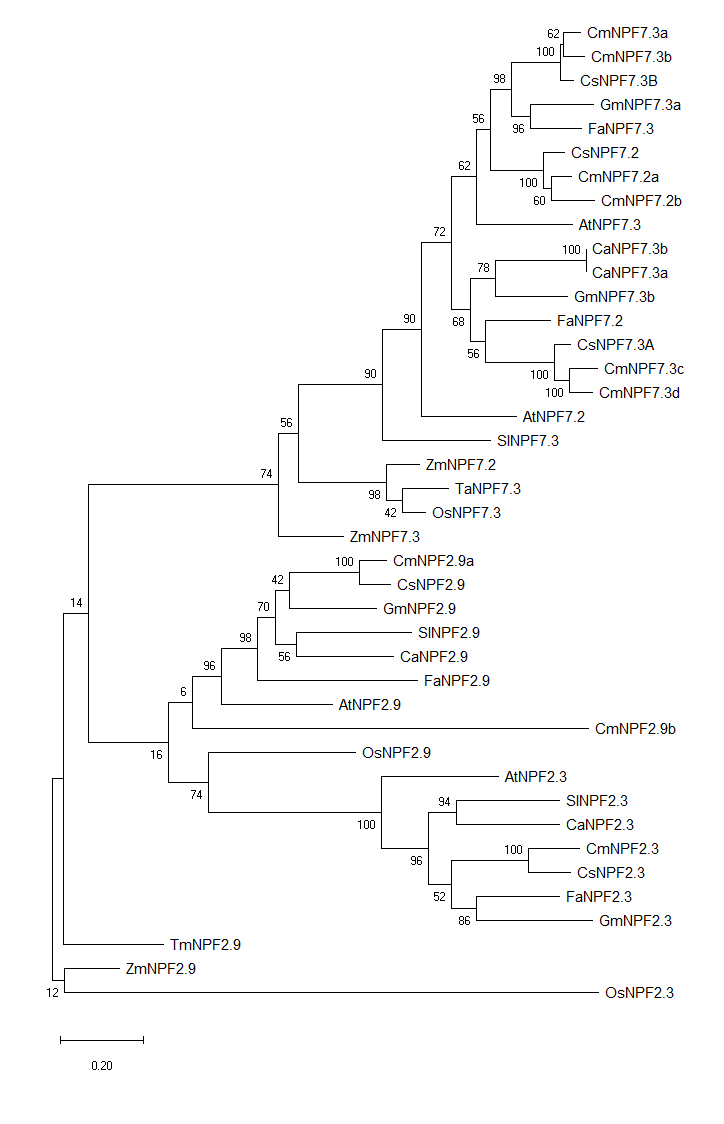 62
CmNPF7.3a
100
CmNPF7.3b
98
CsNPF7.3B
GmNPF7.3a
56
96
FaNPF7.3
CsNPF7.2
62
100
CmNPF7.2a
60
CmNPF7.2b
AtNPF7.3
72
100
CaNPF7.3b
78
CaNPF7.3a
GmNPF7.3b
90
68
FaNPF7.2
56
CsNPF7.3A
90
100
CmNPF7.3c
100
CmNPF7.3d
56
AtNPF7.2
SlNPF7.3
74
ZmNPF7.2
98
TaNPF7.3
42
OsNPF7.3
ZmNPF7.3
100
CmNPF2.9a
42
CsNPF2.9
14
70
GmNPF2.9
98
SlNPF2.9
96
56
CaNPF2.9
6
FaNPF2.9
AtNPF2.9
CmNPF2.9b
16
OsNPF2.9
74
AtNPF2.3
94
SlNPF2.3
100
CaNPF2.3
100
CmNPF2.3
96
CsNPF2.3
52
FaNPF2.3
86
GmNPF2.3
TmNPF2.9
ZmNPF2.9
12
OsNPF2.3
0.20